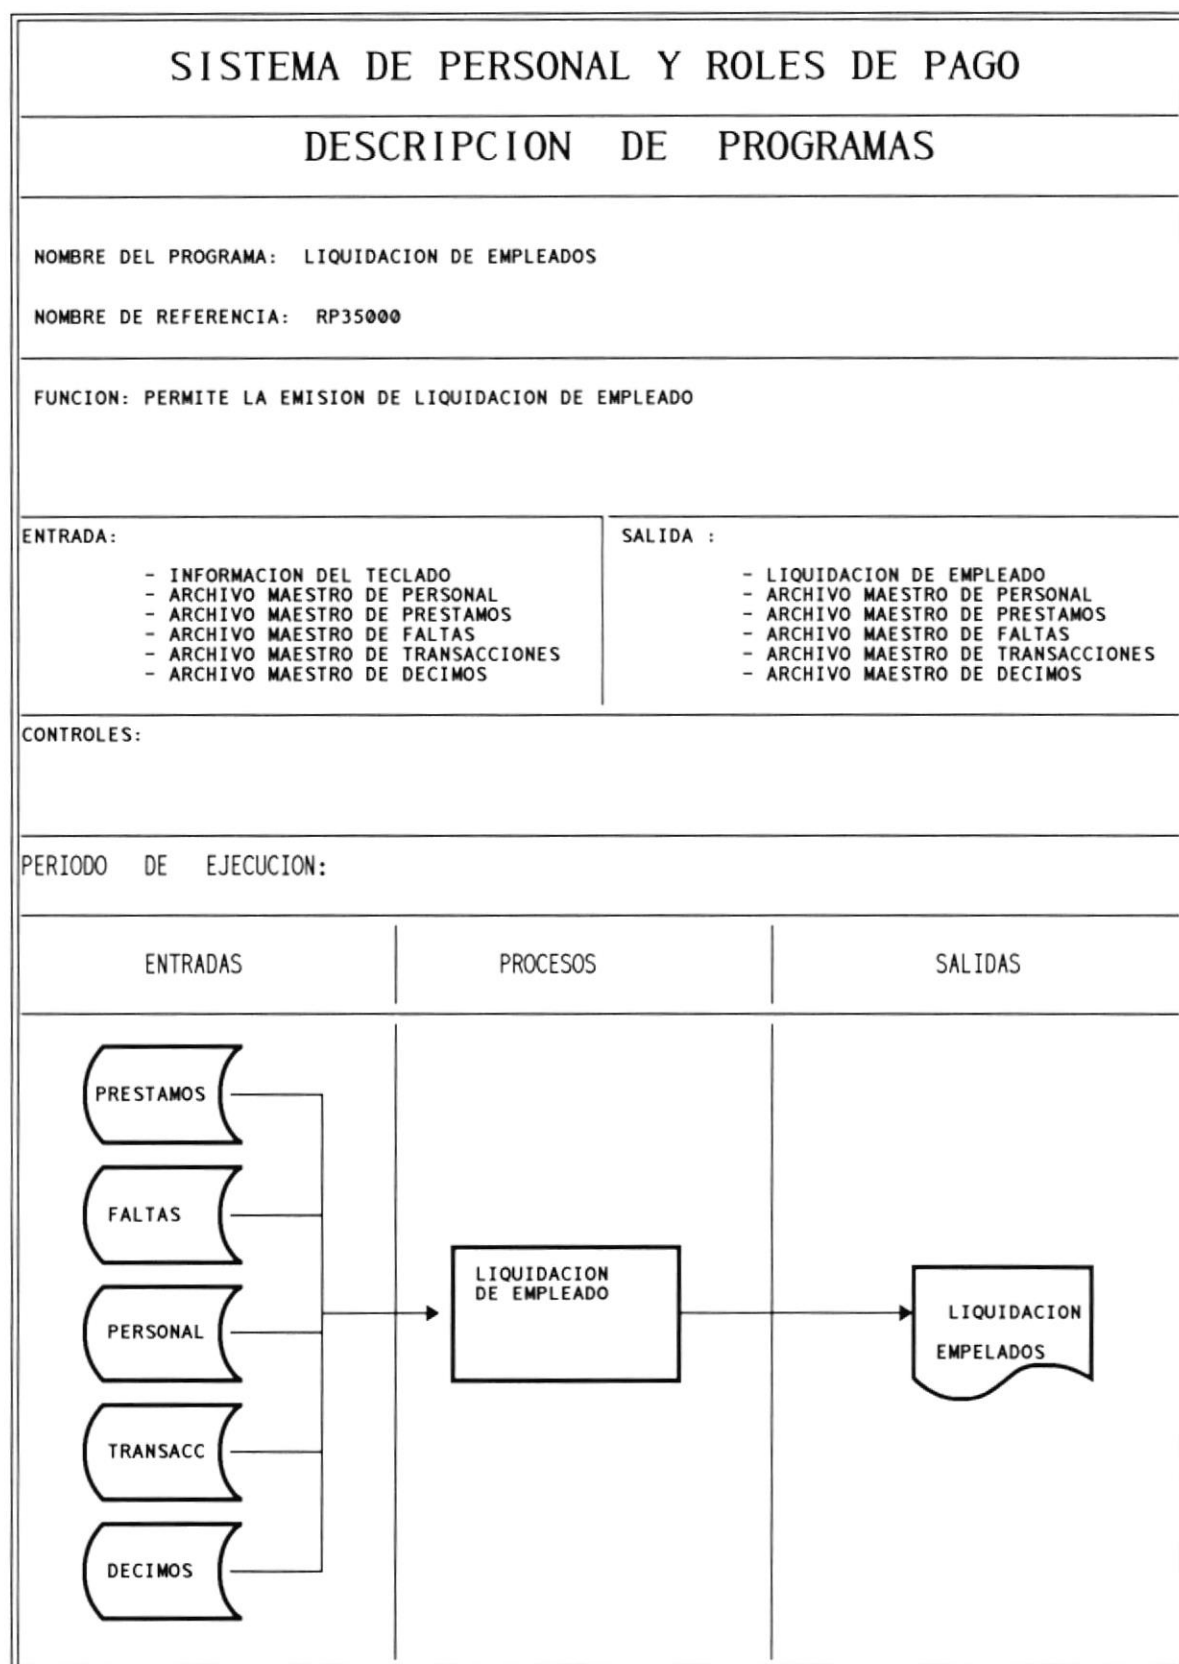 SISTEMA DE PERSONAL Y ROLES DE PAGO
DESCRIPCION DE PROGRAMAS
NOMBRE DEL PROGRAMA: LIQUIDACION DE EMPLEADOS
NOMBRE DE REFERENCIA: RP35000
FUNCION: PERMITE LA EMISION DE LIQUIDACION DE EMPLEADO
ENTRADA:
- INFORMACION DEL TECLADO
- ARCHIVO MAESTRO DE PERSONAL
- ARCHIVO MAESTRO DE PRESTAMOS
- ARCHIVO MAESTRO DE FALTAS
- ARCHIVO MAESTRO DE TRANSACCIONES
- ARCHIVO MAESTRO DE DECIMOS
SALIDA :
- LIQUIDACION DE EMPLEADO
- ARCHIVO MAESTRO DE PERSONAL
- ARCHIVO MAESTRO DE PRESTAMOS
- ARCHIVO MAESTRO DE FALTAS
- ARCHIVO MAESTRO DE TRANSACCIONES
- ARCHIVO MAESTRO DE DECIMOS
CONTROLES:
PERIODO DE EJECUCION:
ENTRADAS
PROCESOS
SALIDAS
PRESTAMOS
FALTAS
PERSONAL
TRANSACC
DECIMOS
LIQUIDACION
DE EMPLEADO
LIQUIDACION
EMPELADOS